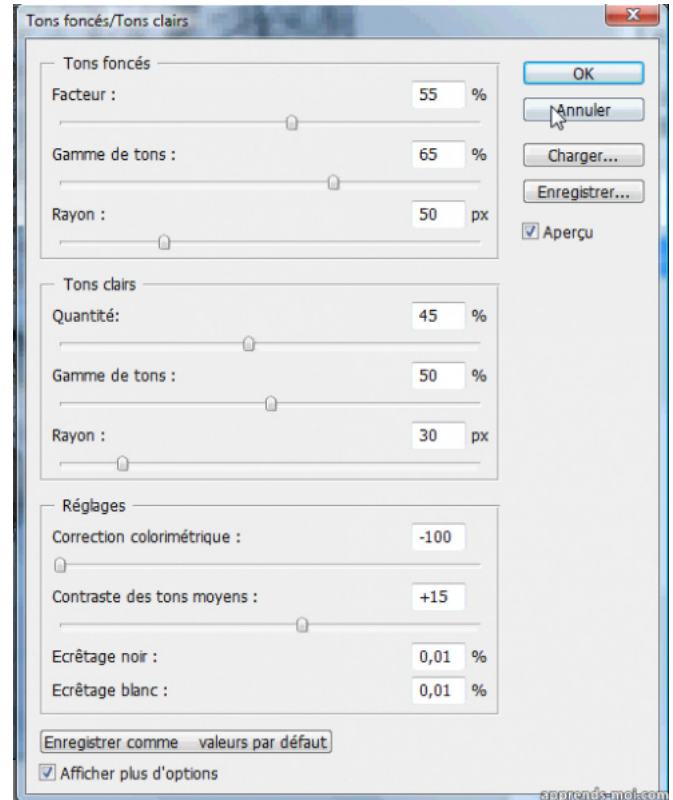 Tons foncés/Tons clairs
Tons foncés
OK
Facteur : 55 %
Annuler
Gamme de tons : 65 %
Charger...
Enregistrer...
Rayon : 50 px
Aperçu
Tons clairs
Quantité: 45 %
Gamme de tons : 50 %
Rayon : 30 px
Réglages
Correction colorimétrique : -100
Contraste des tons moyens : +15
Ecrêtage noir : 0,01 %
Ecrêtage blanc : 0,01 %
Enregistrer comme valeurs par défaut
Afficher plus d'options
apprends-moi.com